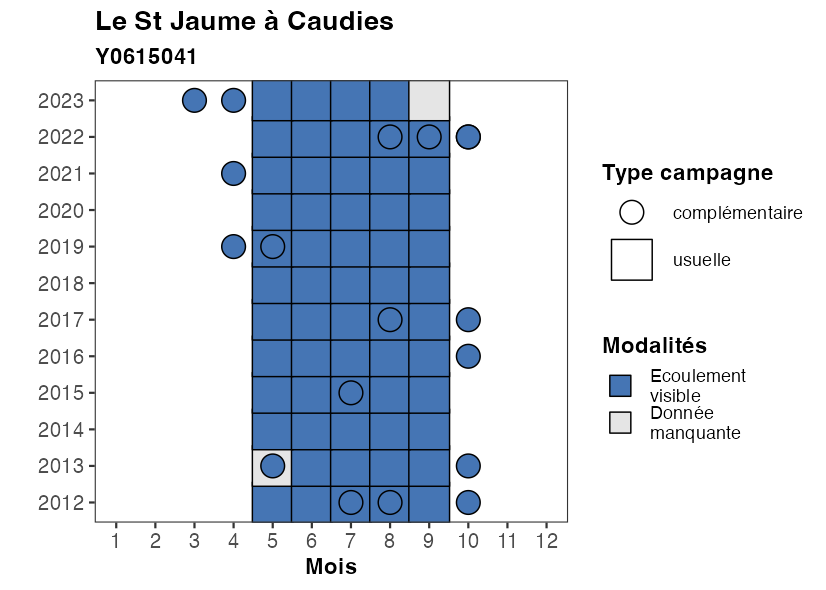 Le St Jaume à Caudies
Y0615041
2023
2022
2021
2020
2019
2018
2017
2016
2015
2014
2013
2012
1 2 3 4 5 6 7 8 9 10 11 12
Mois
Type campagne
complémentaire
usuelle
Modalités
Ecoulement
visible
Donnée
manquante